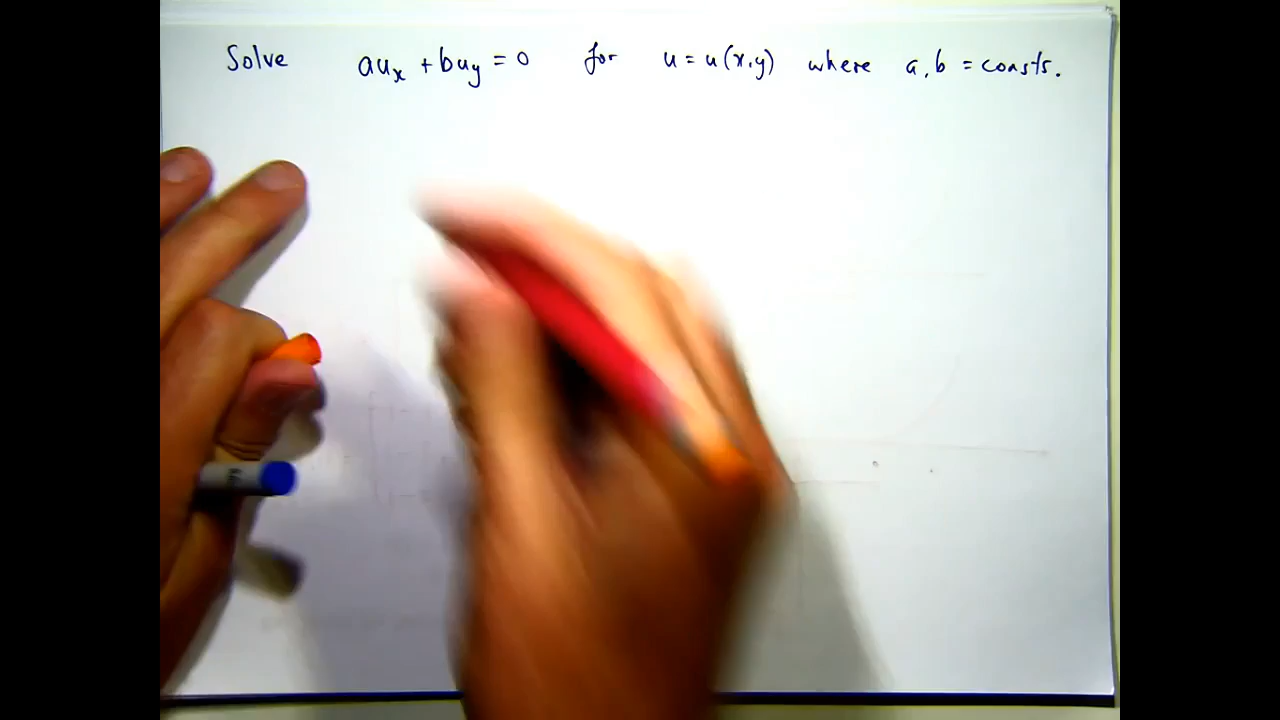 Solve au_x + bu_y = 0 for u = u(x,y) where a, b = consts.